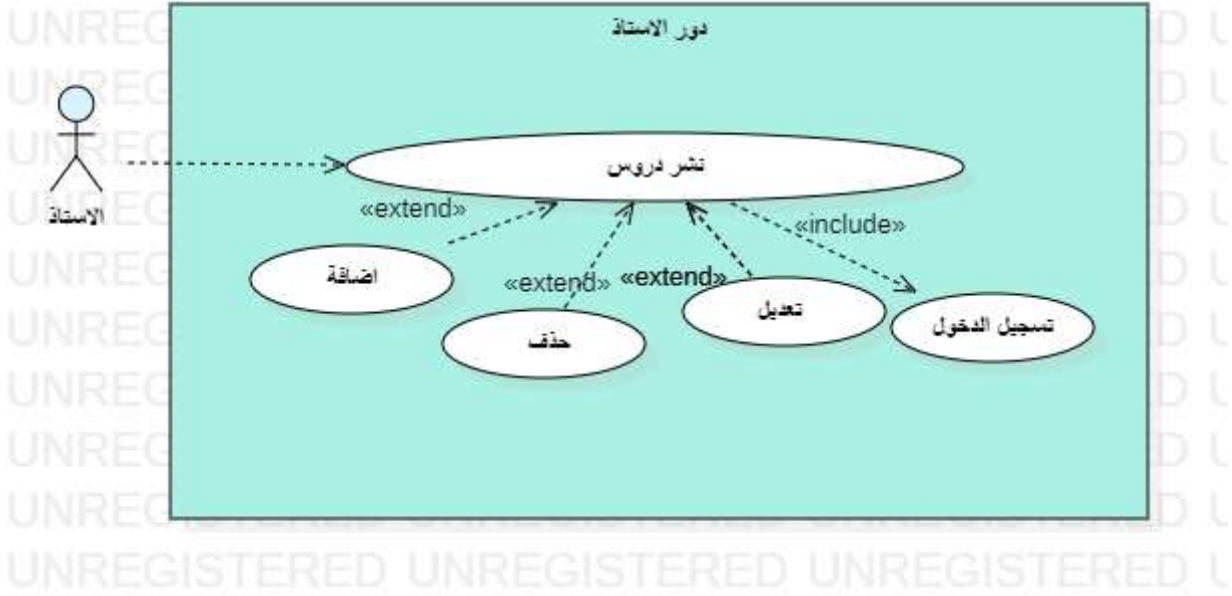 دور الاستاذ
نشر دروس
الاستاذ
«extend»
«include»
اضافة
«extend»
«extend»
تعديل
حذف
تسجيل الدخول
UNREGISTERED UNREGISTERED UNREGISTERED